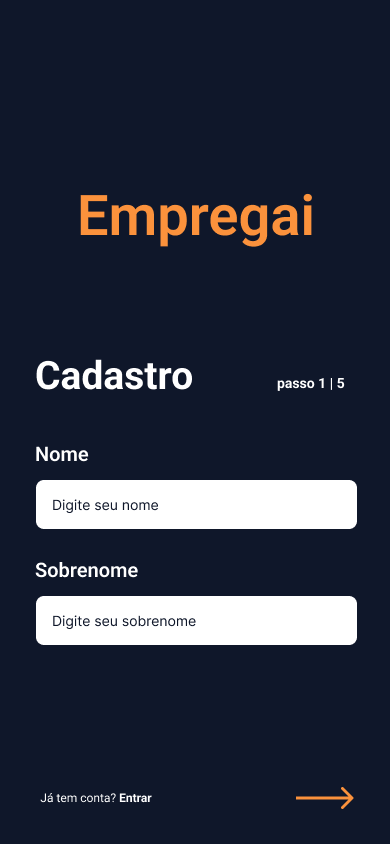 Empregai
Cadastro
passo 1 | 5
Nome
Digite seu nome
Sobrenome
Digite seu sobrenome
Já tem conta? Entrar